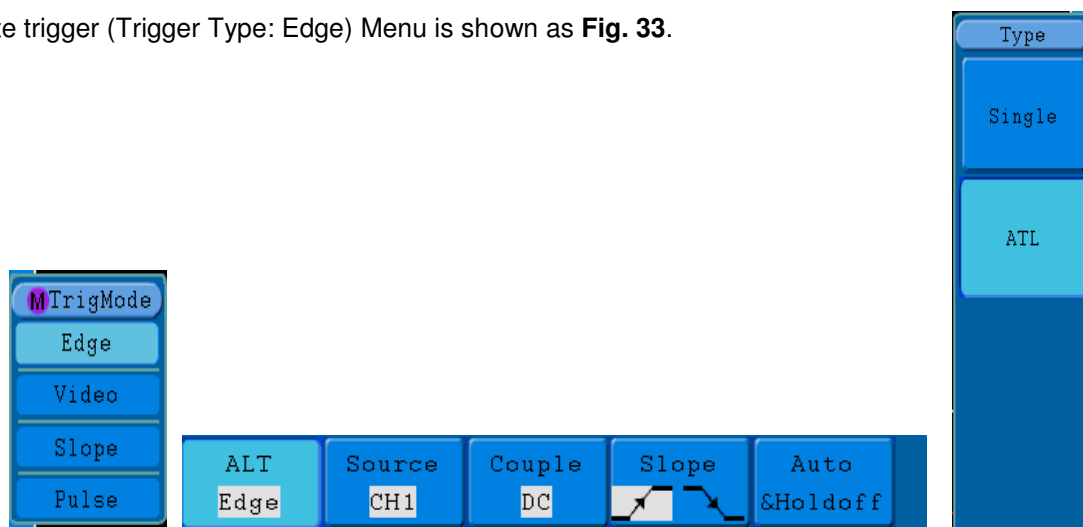 te trigger (Trigger Type: Edge) Menu is shown as Fig. 33.
Type
Single
ATL
MTrigMode
Edge
Video
Slope
Pulse
ALT
Edge
Source
CH1
Couple
DC
Slope
Auto
&Holdoff